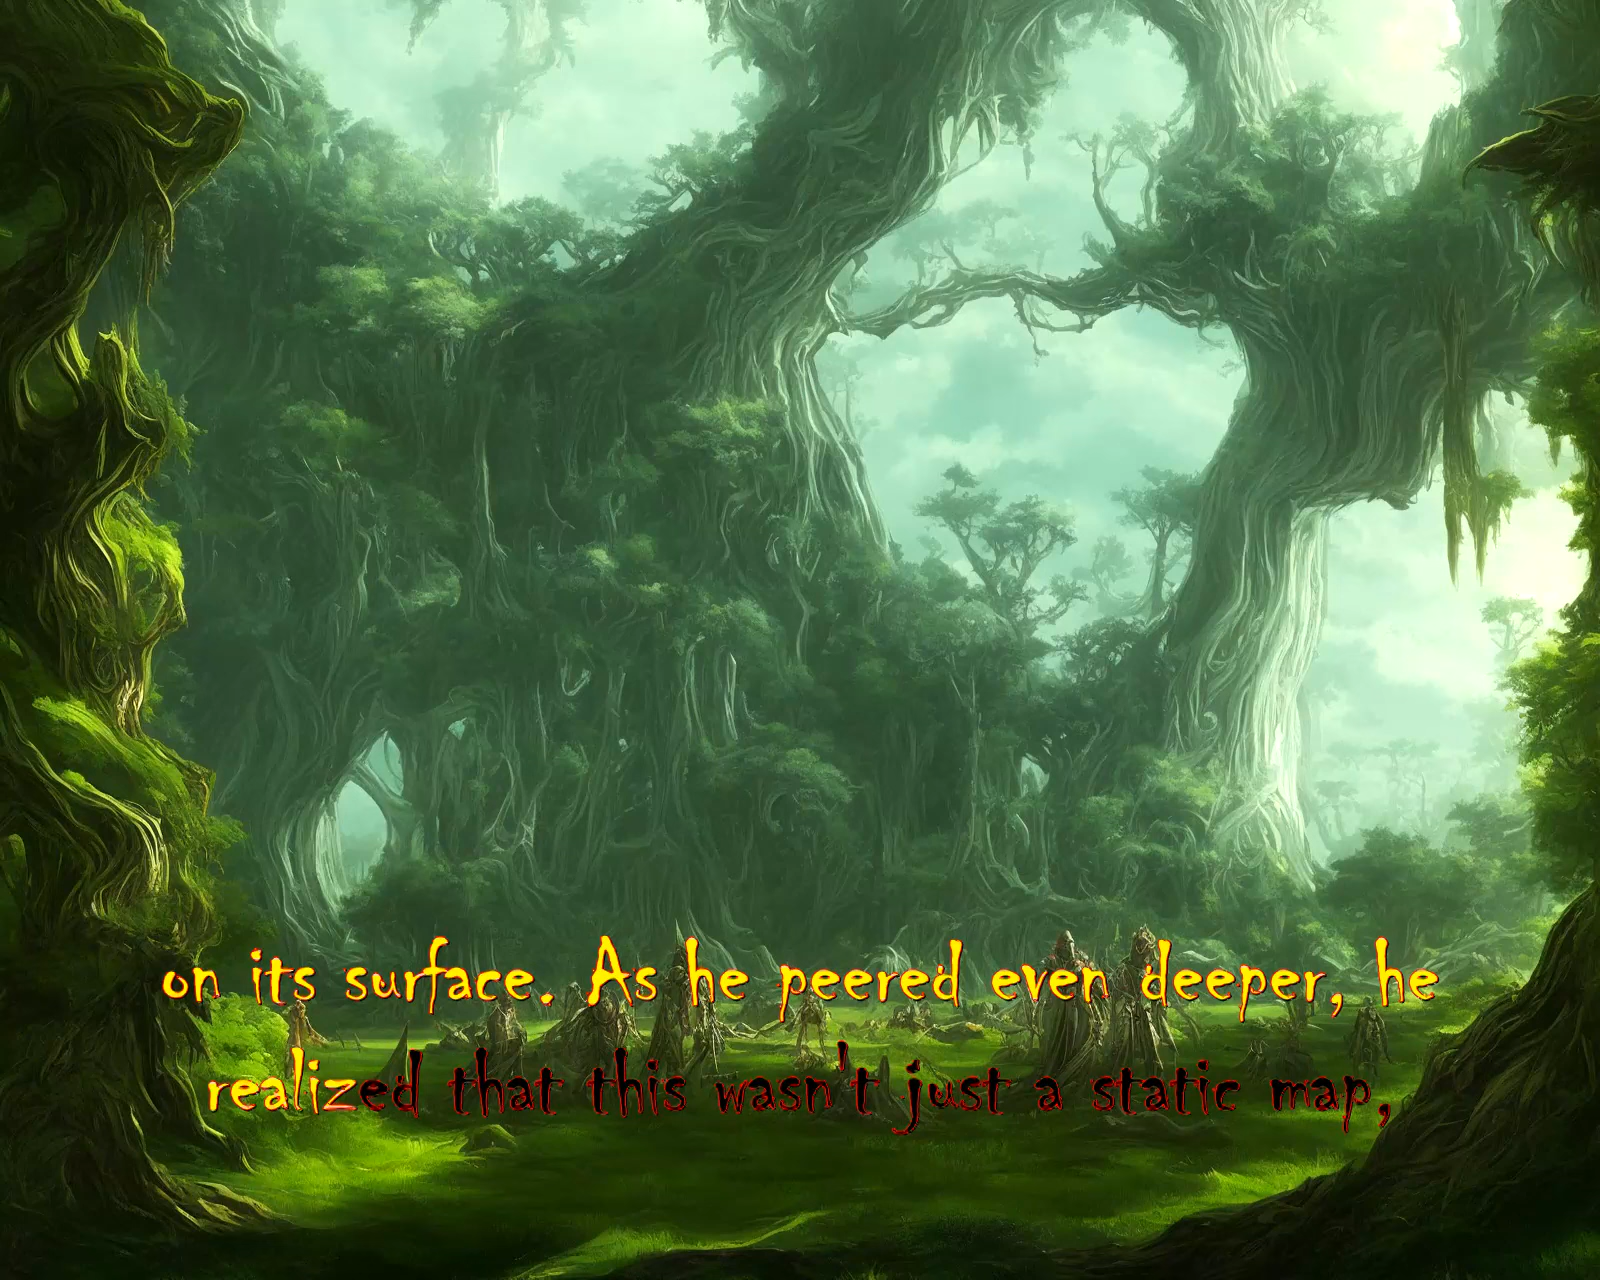 on its surface. As he peered even deeper, he
realized that this wasn't just a static map,